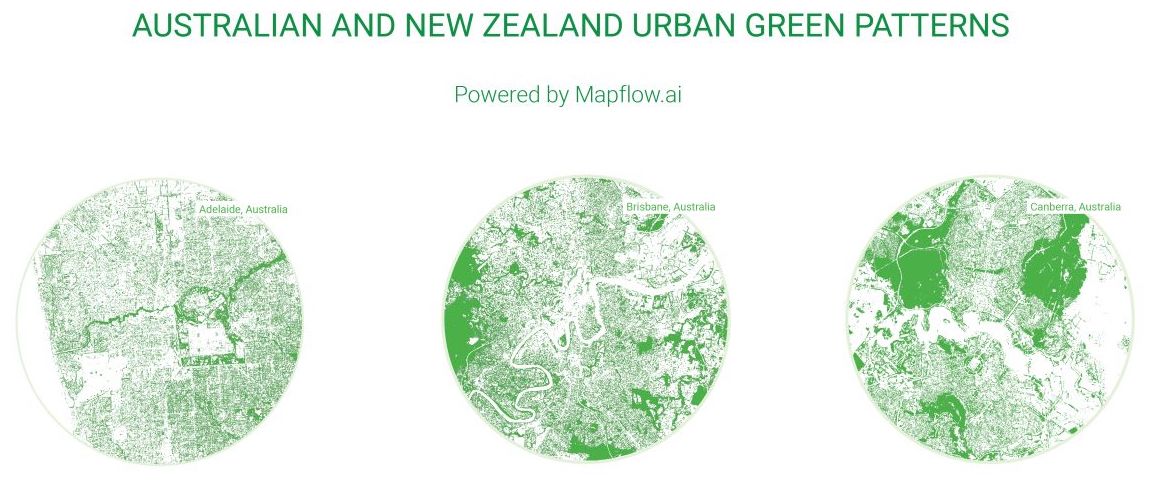 AUSTRALIAN AND NEW ZEALAND URBAN GREEN PATTERNS
Powered by Mapflow.ai
Adelaide, Australia
Brisbane, Australia
Canberra, Australia